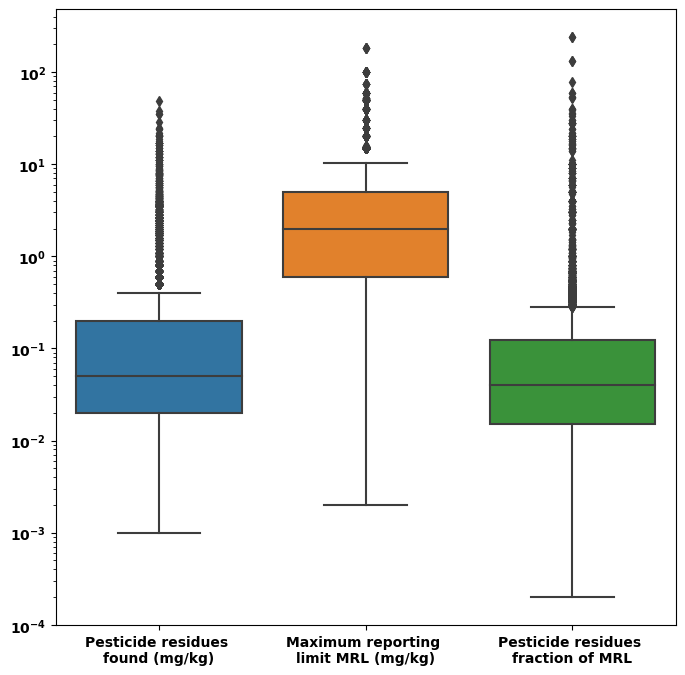 10²
10¹
10⁰
10⁻¹
10⁻²
10⁻³
10⁻⁴
Pesticide residues
found (mg/kg)
Maximum reporting
limit MRL (mg/kg)
Pesticide residues
fraction of MRL